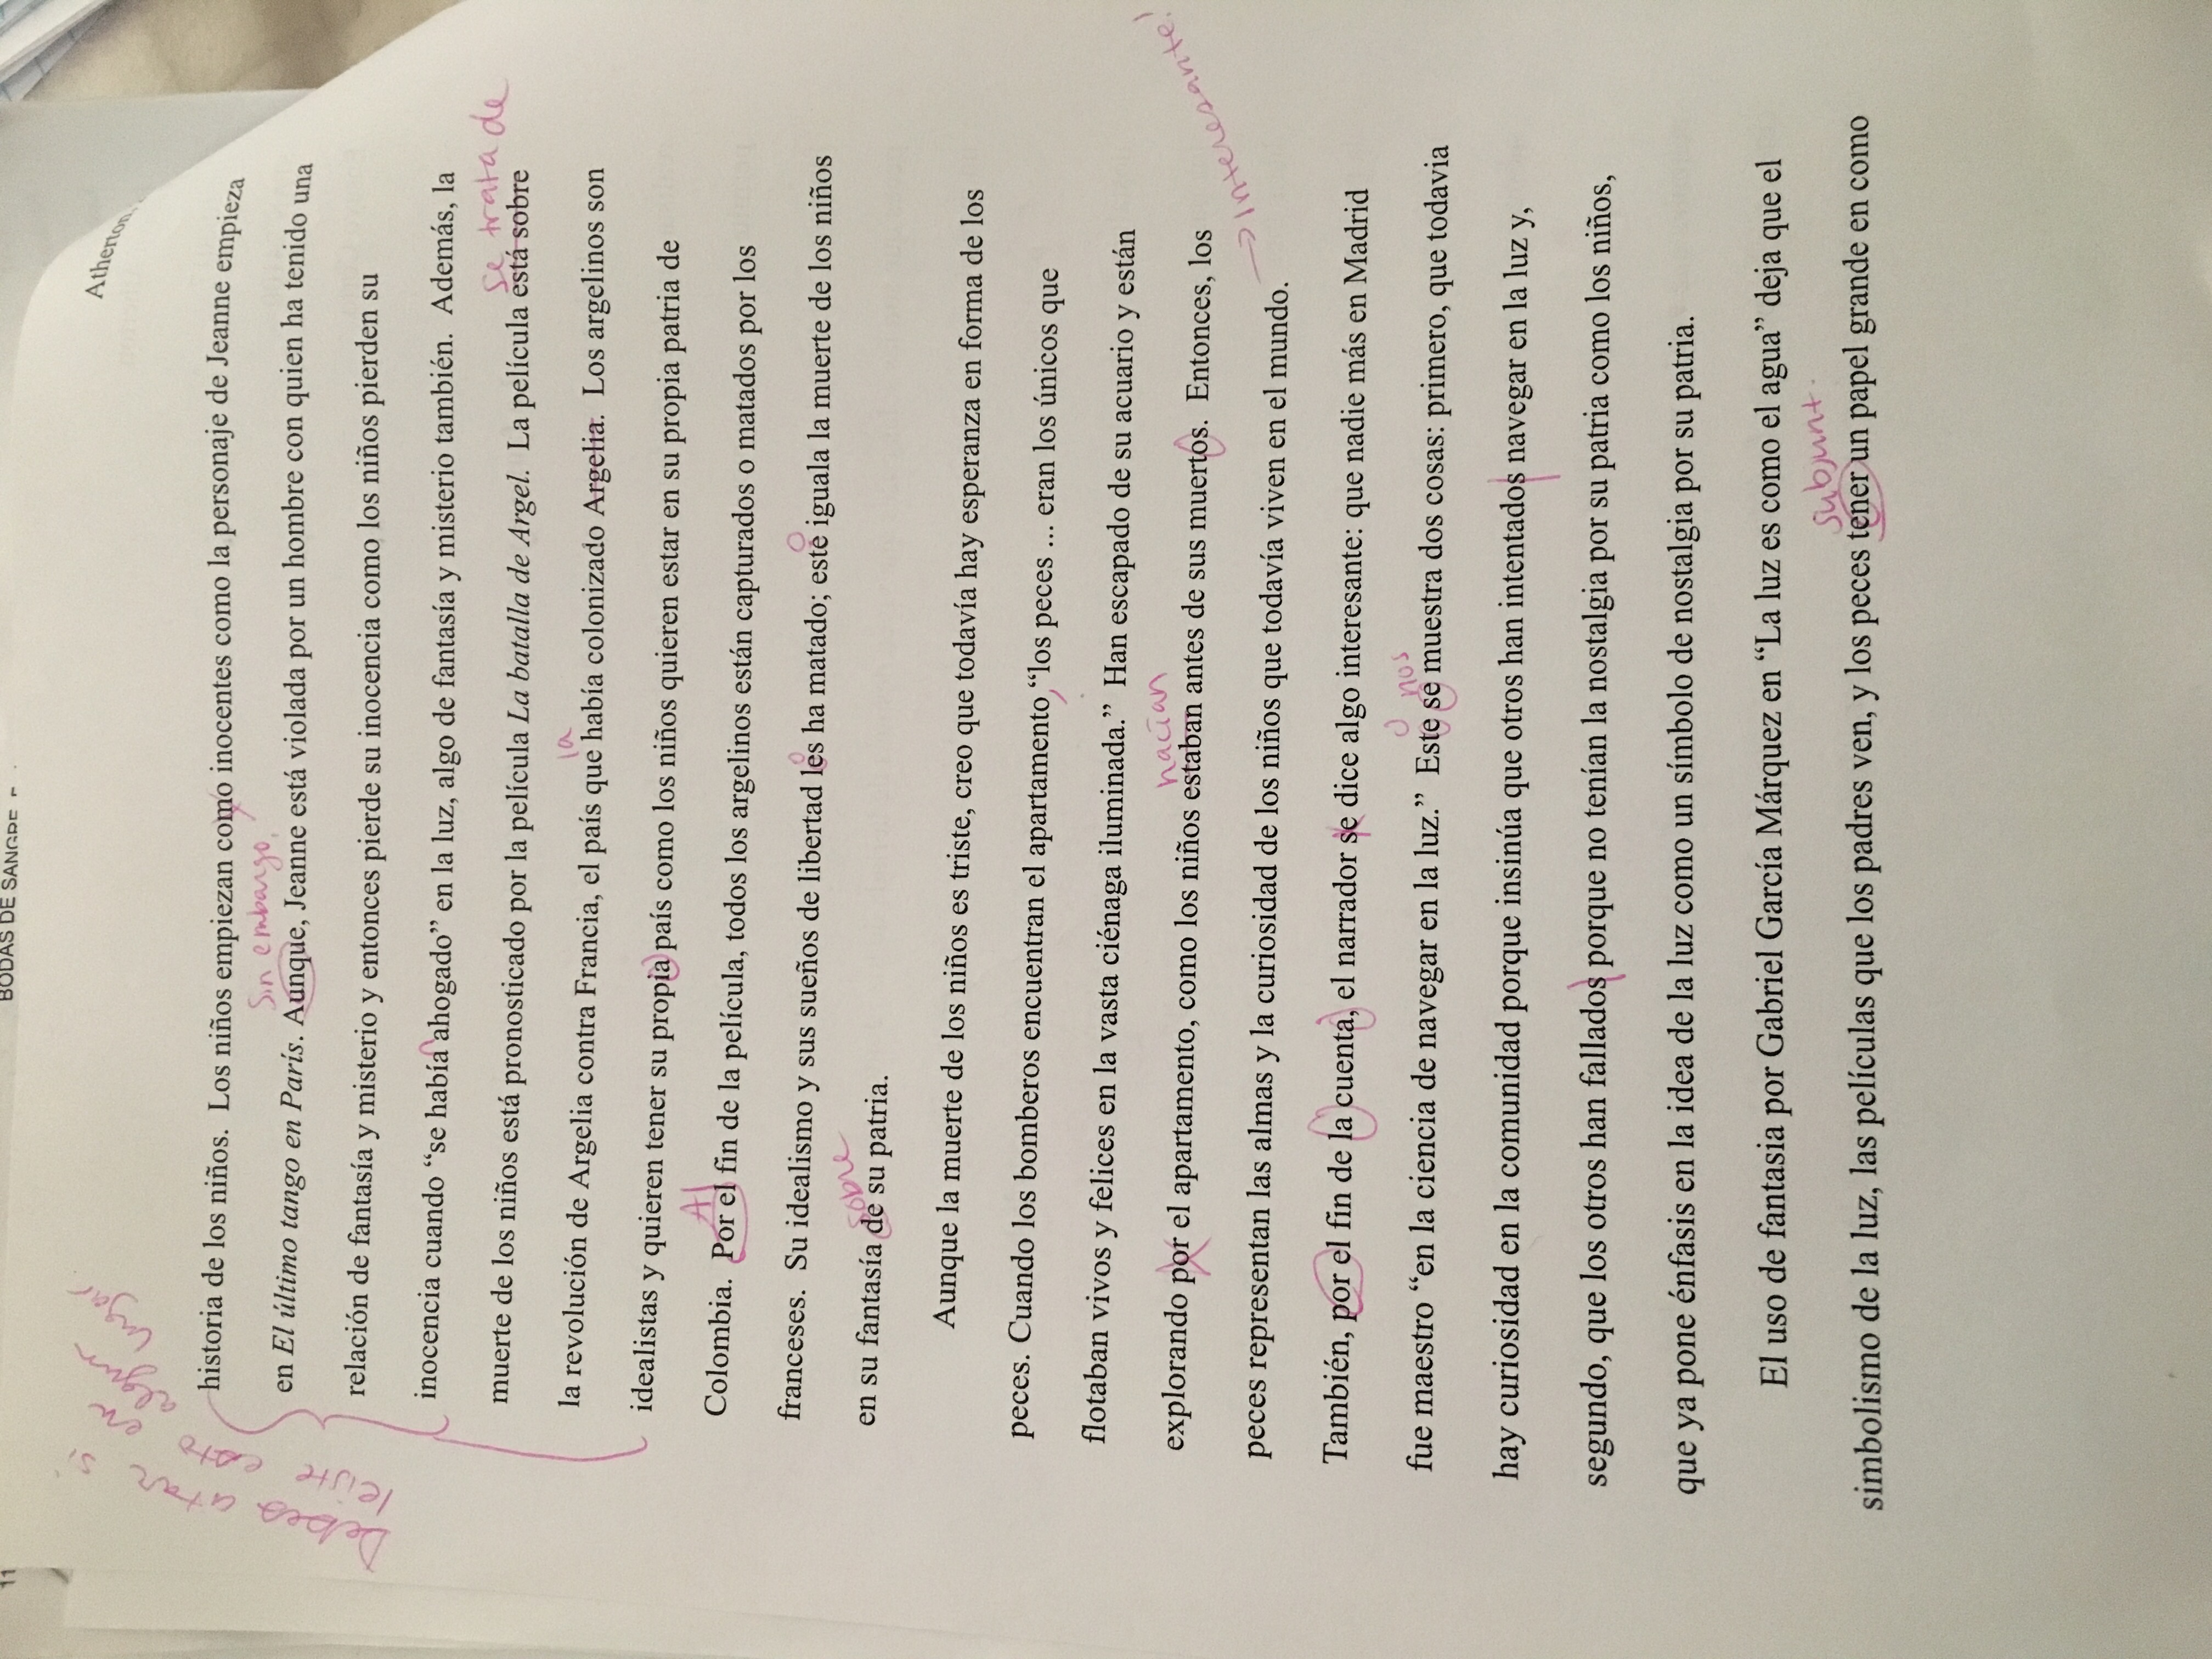 11
BODAS DE SANGRE
Atherton
Debes citar si
leiste esto en
algun
lugar
historia de los niños.  Los niños empiezan como inocentes como la personaje de Jeanne empieza
Sin embargo,
en El último tango en París. Aunque, Jeanne está violada por un hombre con quien ha tenido una
relación de fantasía y misterio y entonces pierde su inocencia como los niños pierden su
inocencia cuando “se había ahogado” en la luz, algo de fantasía y misterio también.  Además, la
se trata de
muerte de los niños está pronosticado por la película La batalla de Argel.  La película está sobre
la
la revolución de Argelia contra Francia, el país que había colonizado Argelia.  Los argelinos son
idealistas y quieren tener su propia país como los niños quieren estar en su propia patria de
Al
Colombia.  Por el fin de la película, todos los argelinos están capturados o matados por los
o o
franceses.  Su idealismo y sus sueños de libertad les ha matado; este iguala la muerte de los niños
sobre
en su fantasía de su patria.
Aunque la muerte de los niños es triste, creo que todavía hay esperanza en forma de los
peces. Cuando los bomberos encuentran el apartamento, “los peces ... eran los únicos que
flotaban vivos y felices en la vasta ciénaga iluminada.”  Han escapado de su acuario y están
hacían
explorando por el apartamento, como los niños estaban antes de sus muertos.  Entonces, los
→ Interesante!
peces representan las almas y la curiosidad de los niños que todavía viven en el mundo.
También, por el fin de la cuenta, el narrador se dice algo interesante: que nadie más en Madrid
o nos
fue maestro “en la ciencia de navegar en la luz.”  Este se muestra dos cosas: primero, que todavia
hay curiosidad en la comunidad porque insinúa que otros han intentados navegar en la luz y,
segundo, que los otros han fallados porque no tenían la nostalgia por su patria como los niños,
que ya pone énfasis en la idea de la luz como un símbolo de nostalgia por su patria.
El uso de fantasia por Gabriel García Márquez en “La luz es como el agua” deja que el
subjunt.
simbolismo de la luz, las películas que los padres ven, y los peces tener un papel grande en como